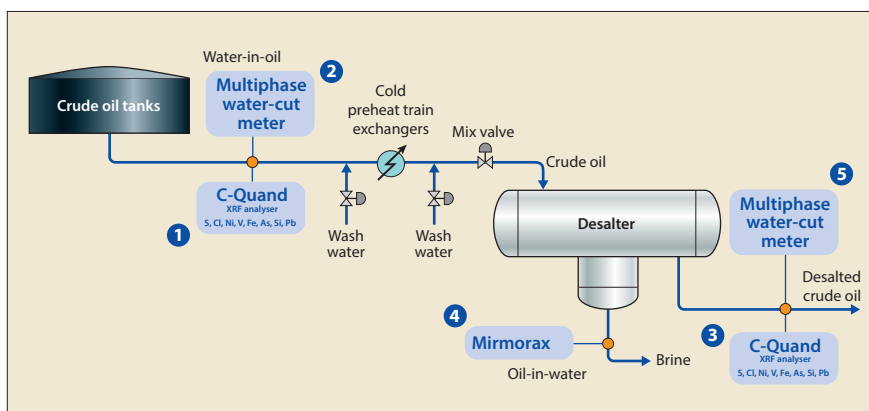 Water-in-oil
2
Multiphase
water-cut
meter
Crude oil tanks
Cold
preheat train
exchangers
Mix valve
Crude oil
1
C-Quand
XRF analyser
S, Cl, Ni, V, Fe, As, Si, Pb
Wash
water
Wash
water
Desalter
5
Multiphase
water-cut
meter
Desalted
crude oil
4
Mirmorax
Oil-in-water
Brine
3
C-Quand
XRF analyser
S, Cl, Ni, V, Fe, As, Si, Pb